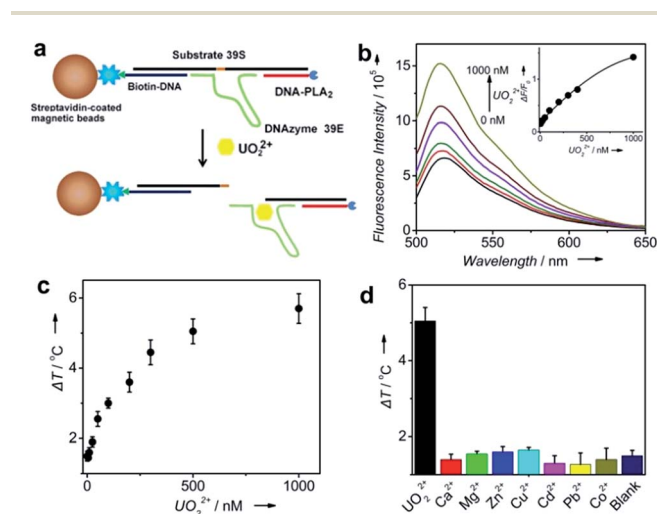 a
Substrate 39S
Biotin-DNA
DNA-PLA₂
Streptavidin-coated
magnetic beads
DNAzyme 39E
UO₂²⁺
b
Fluorescence Intensity / 10⁵
15
10
5
0
500
550
600
650
Wavelength / nm
1000 nM
UO₂²⁺
0 nM
ΔF/F₀
1
0
0
500
1000
UO₂²⁺ / nM
c
ΔT / °C
6
4
2
0
500
1000
UO₂²⁺ / nM
d
ΔT / °C
6
4
2
UO₂²⁺
Ca²⁺
Mg²⁺
Zn²⁺
Cu²⁺
Cd²⁺
Pb²⁺
Co²⁺
Blank